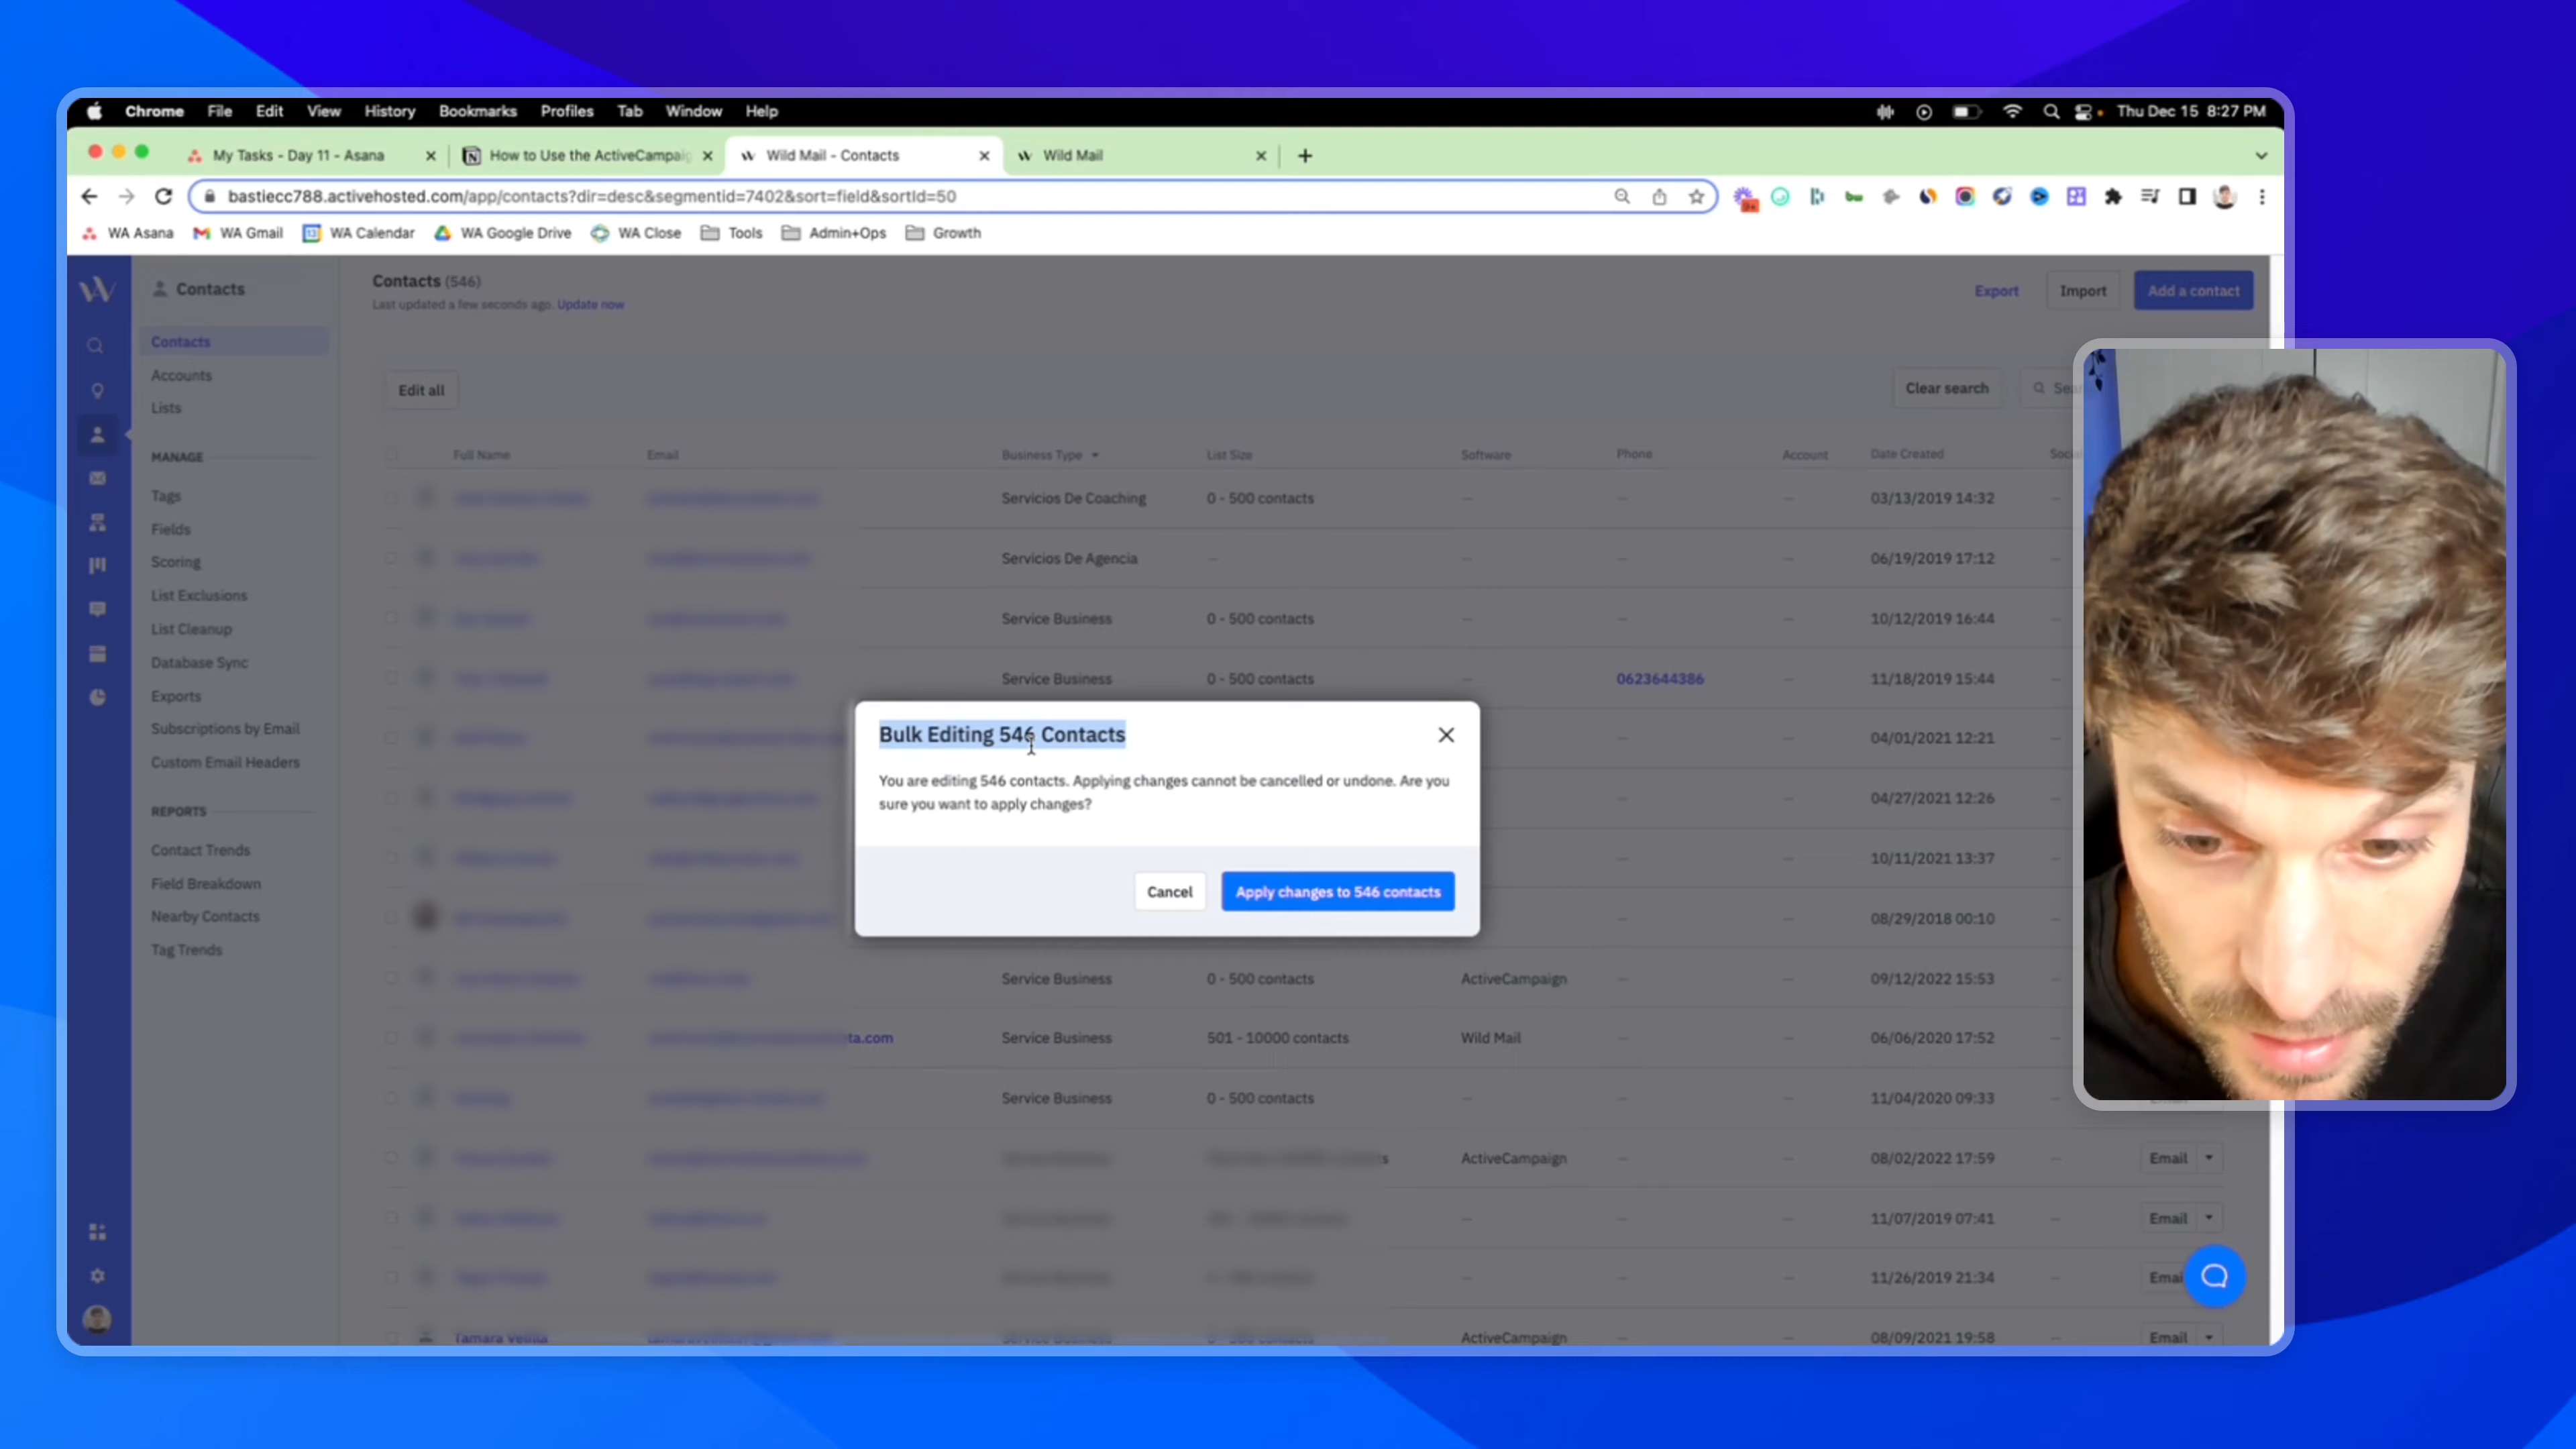 Chrome File Edit View History Bookmarks Profiles Tab Window Help Thu Dec 15 8:27 PM
My Tasks - Day 11 - Asana How to Use the ActiveCampaig Wild Mail - Contacts Wild Mail
bastiecc788.activehosted.com/app/contacts?dir=desc&segmentid=7402&sort=field&sortId=50
WA Asana WA Gmail WA Calendar WA Google Drive WA Close Tools Admin+Ops Growth
Contacts
Contacts
Accounts
Lists
MANAGE
Tags
Fields
Scoring
List Exclusions
List Cleanup
Database Sync
Exports
Subscriptions by Email
Custom Email Headers
REPORTS
Contact Trends
Field Breakdown
Nearby Contacts
Tag Trends
Contacts (546)
Last updated a few seconds ago. Update now
Export Import Add a contact
Edit all Clear search
Full Name Email Business Type List Size Software Phone Account Date Created
Servicios De Coaching 0 - 500 contacts — — — 03/13/2019 14:32 —
Servicios De Agencia — — — — 06/19/2019 17:12 —
Service Business 0 - 500 contacts — — — 10/12/2019 16:44 —
Service Business 0 - 500 contacts — 0623644386 — 11/18/2019 15:44 —
— — 04/01/2021 12:21 —
— — 04/27/2021 12:26 —
— — 10/11/2021 13:37 —
— — 08/29/2018 00:10 —
Service Business 0 - 500 contacts ActiveCampaign — — 09/12/2022 15:53 —
ta.com Service Business 501 - 10000 contacts Wild Mail — — 06/06/2020 17:52 —
Service Business 0 - 500 contacts — — — 11/04/2020 09:33 —
s ActiveCampaign — — 08/02/2022 17:59 — Email
— — — 11/07/2019 07:41 — Email
— — — 11/26/2019 21:34 — Emai
Tamara Velilla ActiveCampaign — — 08/09/2021 19:58 — Email
Bulk Editing 546 Contacts
You are editing 546 contacts. Applying changes cannot be cancelled or undone. Are you
sure you want to apply changes?
Cancel Apply changes to 546 contacts